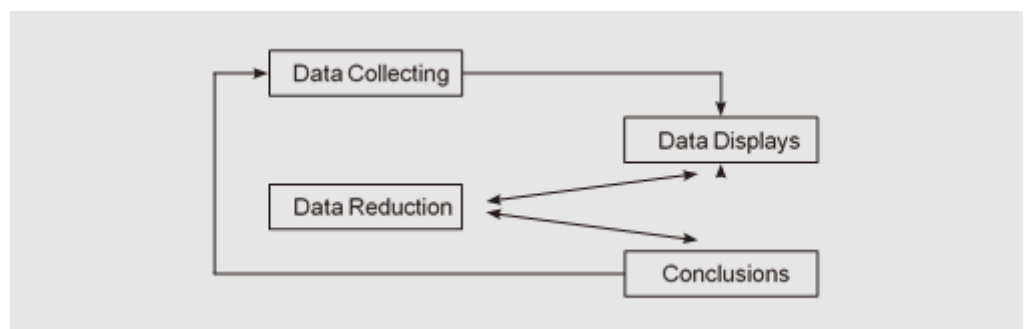 Data Collecting
Data Displays
Data Reduction
Conclusions